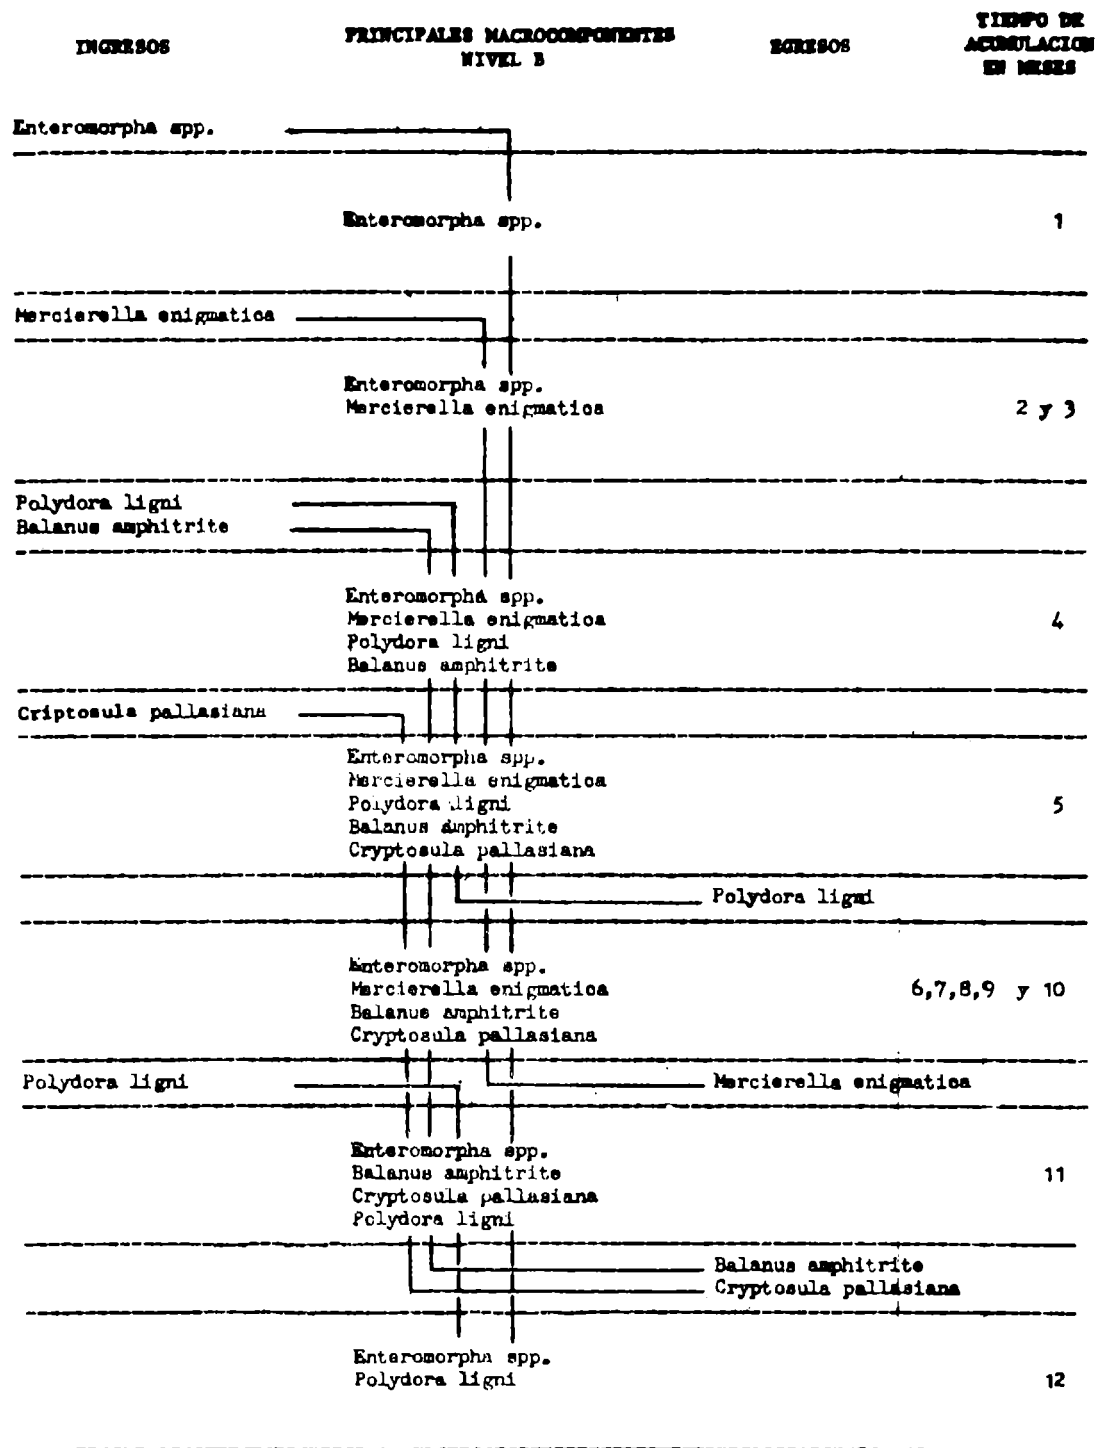 INGRESOS
PRINCIPALES MACROCOMPONENTES
NIVEL B
EGRESOS
TIEMPO DE
ACUMULACION
EN MESES
Enteromorpha spp.
Enteromorpha spp. 1
Mercierella enigmatica
Enteromorpha spp.
Mercierella enigmatica 2 y 3
Polydora ligni
Balanus amphitrite
Enteromorpha spp.
Mercierella enigmatica 4
Polydora ligni
Balanus amphitrite
Criptosula pallasiana
Enteromorpha spp.
Mercierella enigmatica
Polydora ligni 5
Balanus amphitrite
Cryptosula pallasiana
Polydora ligni
Enteromorpha spp.
Mercierella enigmatica 6,7,8,9 y 10
Balanus amphitrite
Cryptosula pallasiana
Polydora ligni Mercierella enigmatica
Enteromorpha spp.
Balanus amphitrite 11
Cryptosula pallasiana
Polydora ligni
Balanus amphitrite
Cryptosula pallasiana
Enteromorpha spp.
Polydora ligni 12